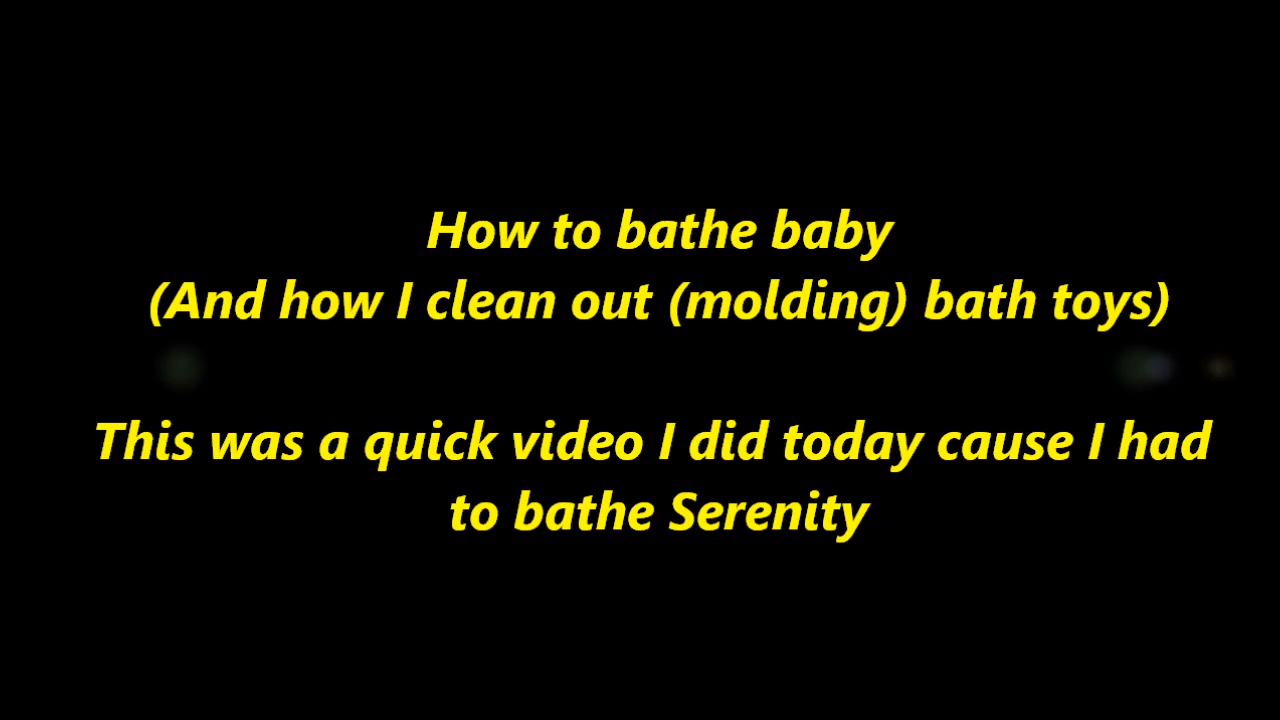 How to bathe baby
(And how I clean out (molding) bath toys)
This was a quick video I did today cause I had
to bathe Serenity